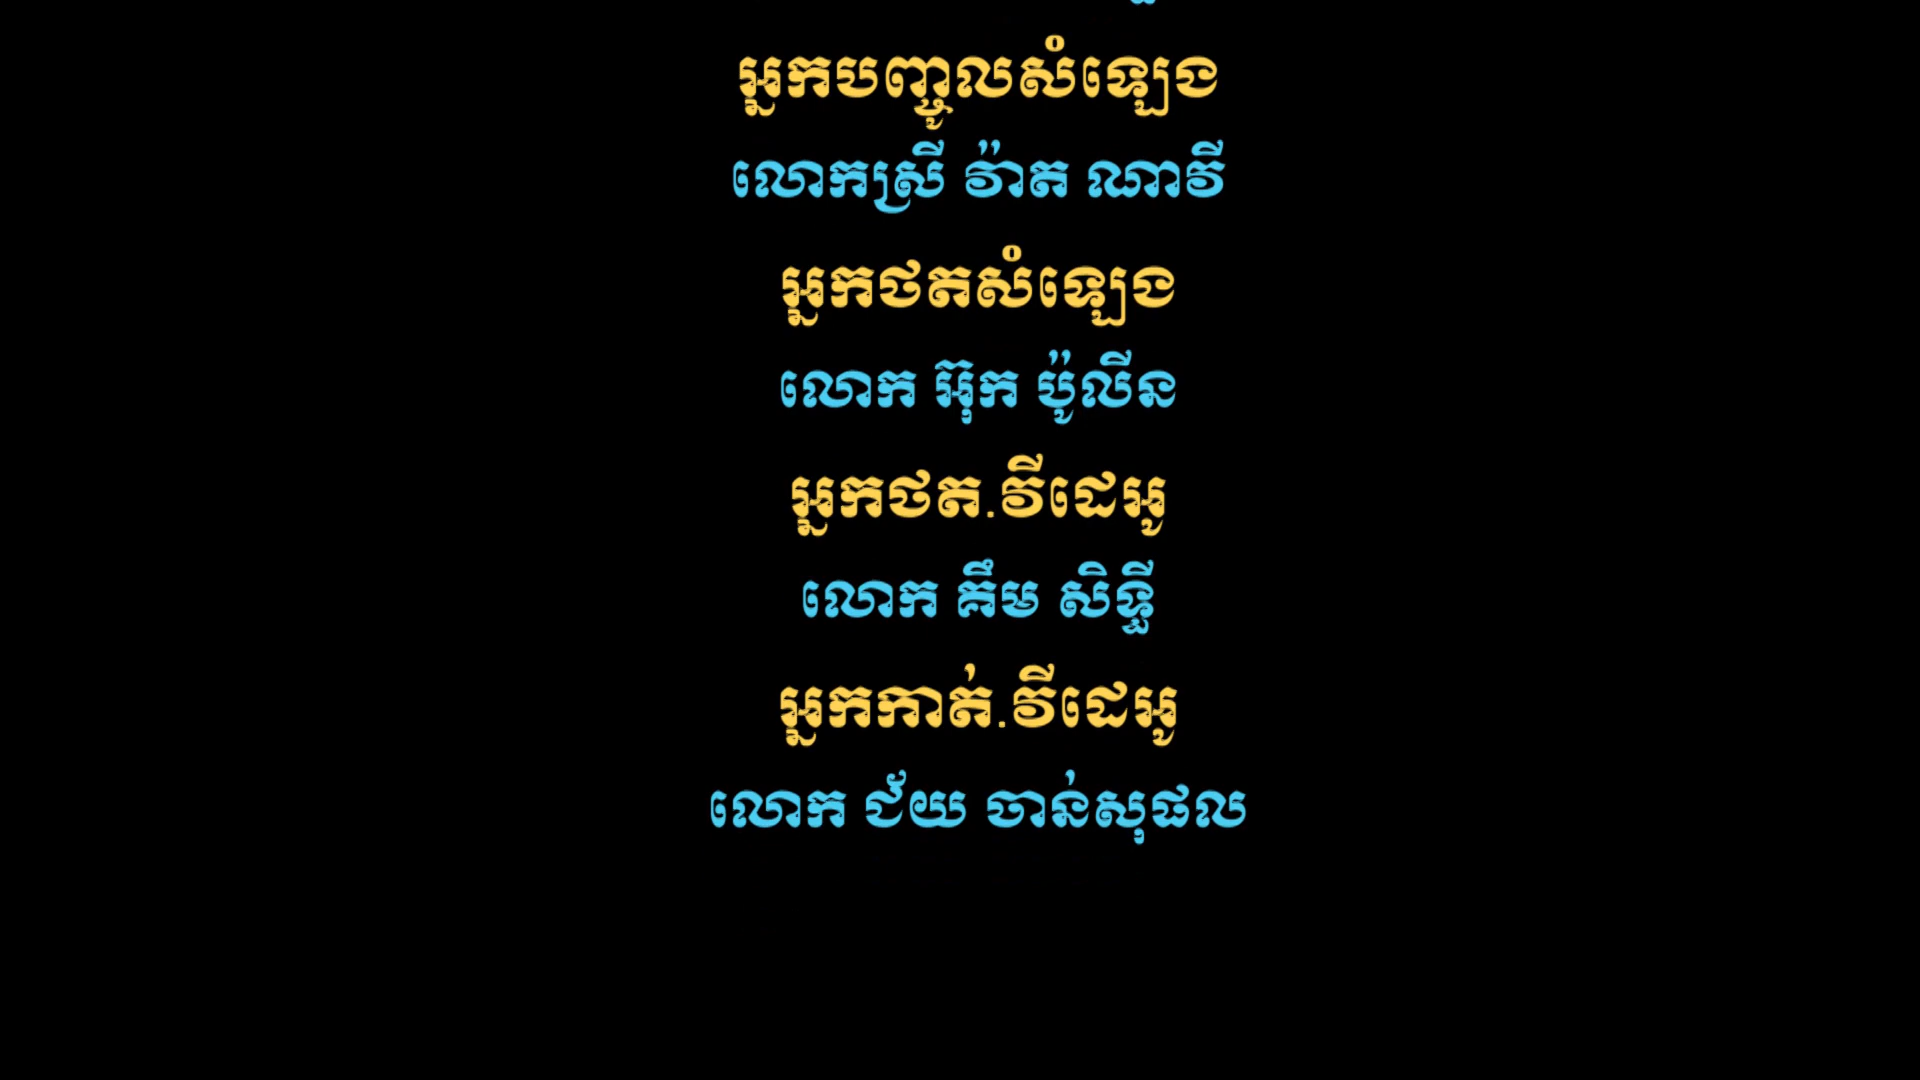 អ្នកបញ្ចូលសំឡេង
លោកស្រី វ៉ាត ណាវី
អ្នកថតសំឡេង
លោក អ៊ុក ប៉ូលីន
អ្នកថត.វីដេអូ
លោក គឹម សិទ្ធី
អ្នកកាត់.វីដេអូ
លោក ជ័យ ចាន់សុផល